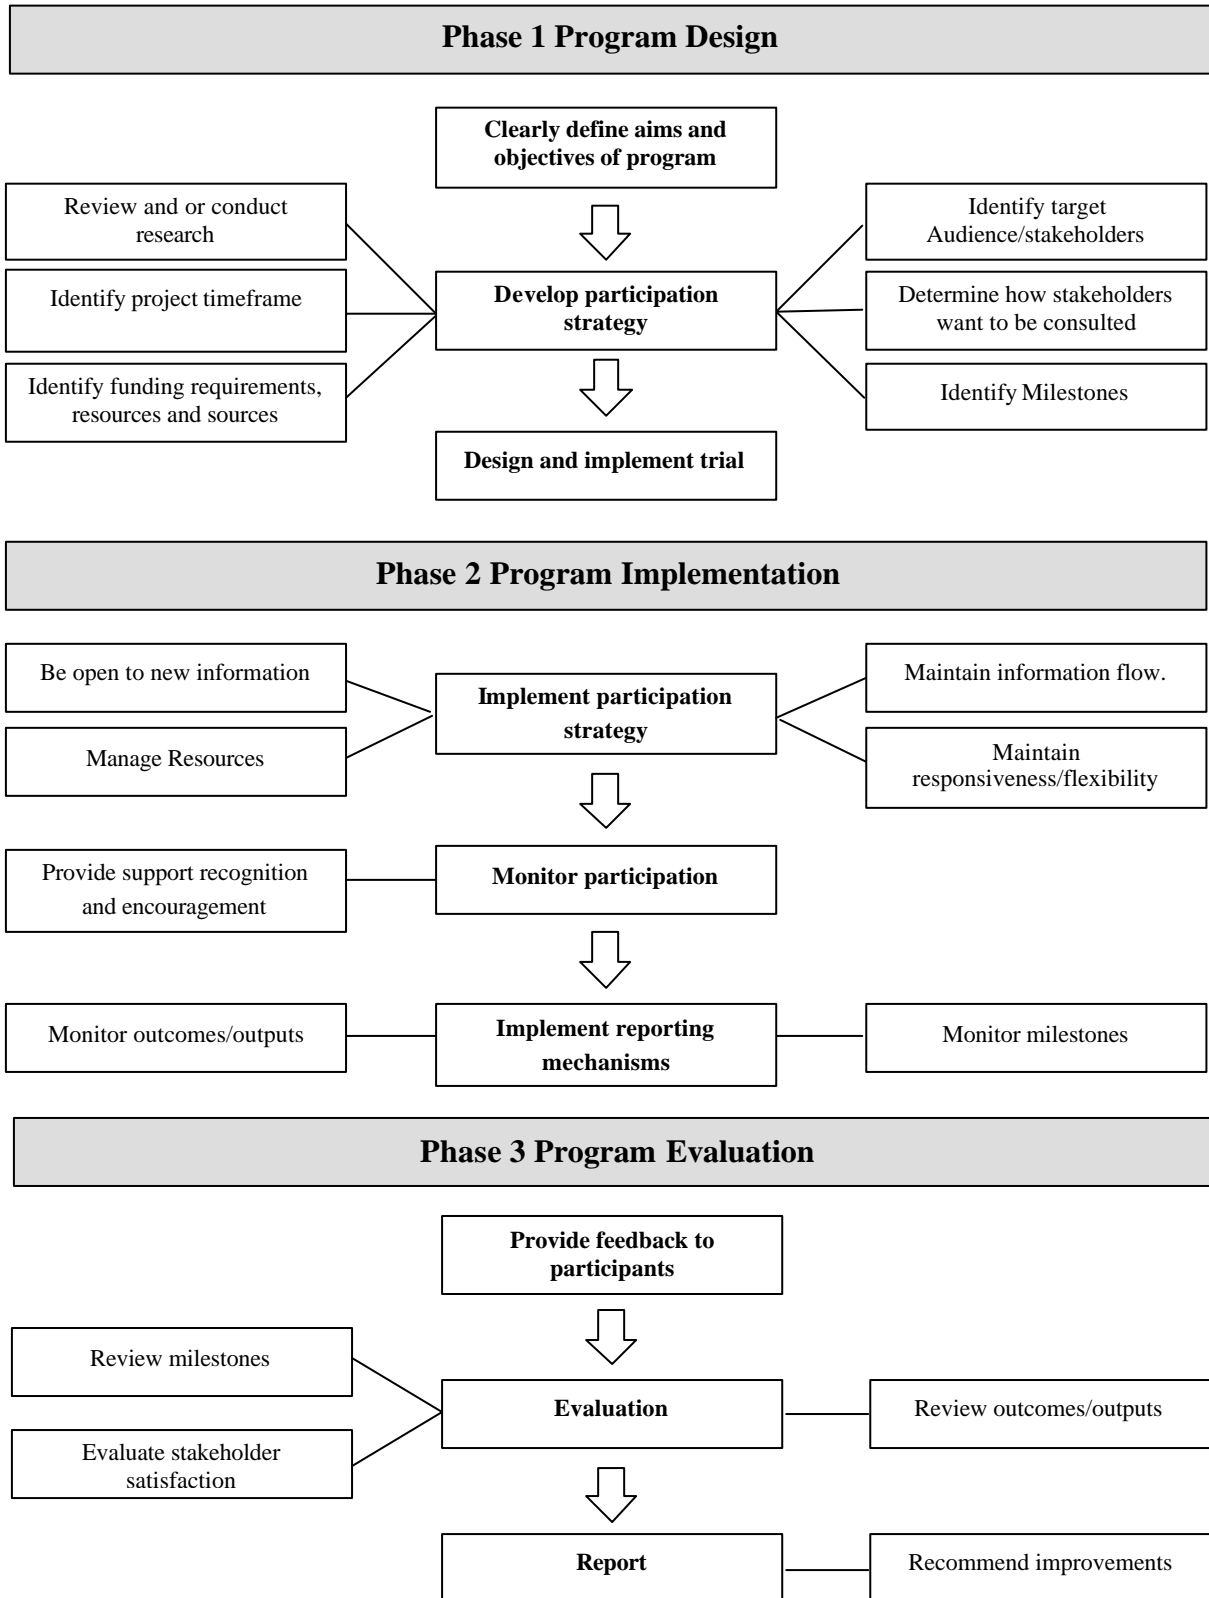 Phase 1 Program Design
Clearly define aims and
objectives of program
Review and or conduct
research
Identify target
Audience/stakeholders
Identify project timeframe
Develop participation
strategy
Determine how stakeholders
want to be consulted
Identify funding requirements,
resources and sources
Identify Milestones
Design and implement trial
Phase 2 Program Implementation
Be open to new information
Implement participation
strategy
Maintain information flow.
Manage Resources
Maintain
responsiveness/flexibility
Provide support recognition
and encouragement
Monitor participation
Monitor outcomes/outputs
Implement reporting
mechanisms
Monitor milestones
Phase 3 Program Evaluation
Provide feedback to
participants
Review milestones
Evaluation
Review outcomes/outputs
Evaluate stakeholder
satisfaction
Report
Recommend improvements